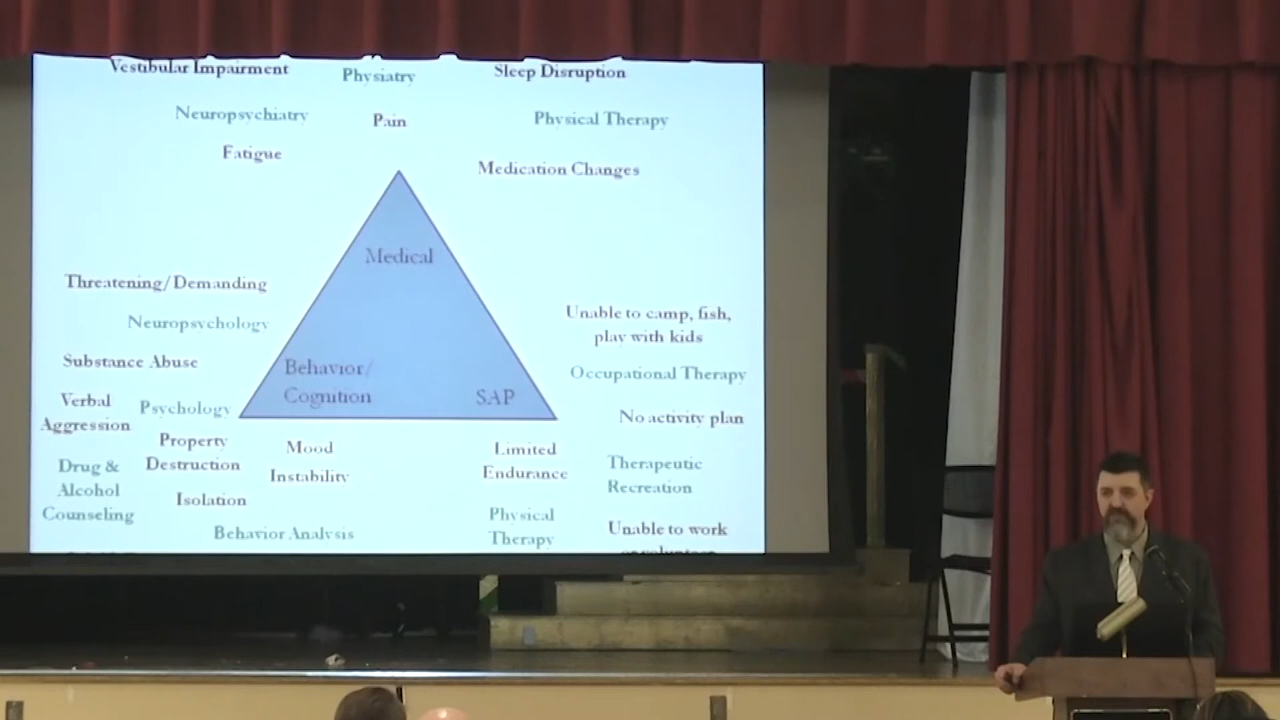 Vestibular Impairment
Physiatry
Sleep Disruption
Neuropsychiatry
Pain
Physical Therapy
Fatigue
Medication Changes
Medical
Threatening/Demanding
Neuropsychology
Substance Abuse
Verbal
Aggression
Psychology
Property
Destruction
Drug &
Alcohol
Counseling
Isolation
Behavior/
Cognition
SAP
Mood
Instability
Behavior Analysis
Unable to camp, fish,
play with kids
Occupational Therapy
No activity plan
Limited
Endurance
Therapeutic
Recreation
Physical
Therapy
Unable to work